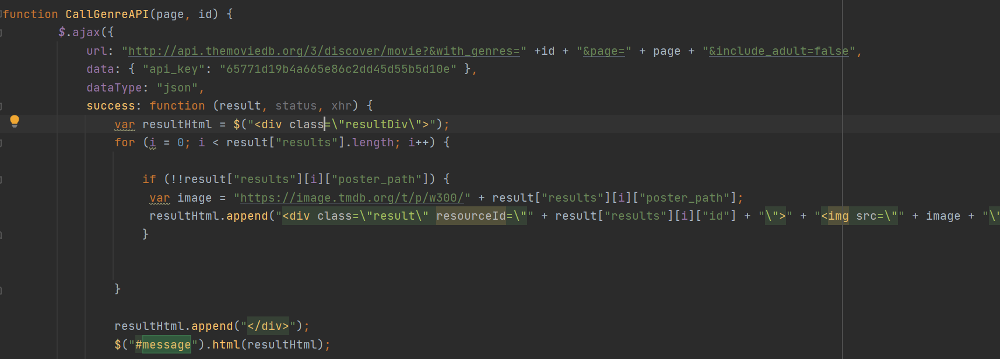 function CallGenreAPI(page, id) {
$.ajax({
url: "http://api.themoviedb.org/3/discover/movie?&with_genres=" +id + "&page=" + page + "&include_adult=false",
data: { "api_key": "65771d19b4a665e86c2dd45d55b5d10e" },
dataType: "json",
success: function (result, status, xhr) {
var resultHtml = $("<div class=\"resultDiv\">");
for (i = 0; i < result["results"].length; i++) {
if (!!result["results"][i]["poster_path"]) {
var image = "https://image.tmdb.org/t/p/w300/" + result["results"][i]["poster_path"];
resultHtml.append("<div class=\"result\" resourceId=\"" + result["results"][i]["id"] + "\">" + "<img src=\"" + image + "\"
}
}
resultHtml.append("</div>");
$("#message").html(resultHtml);